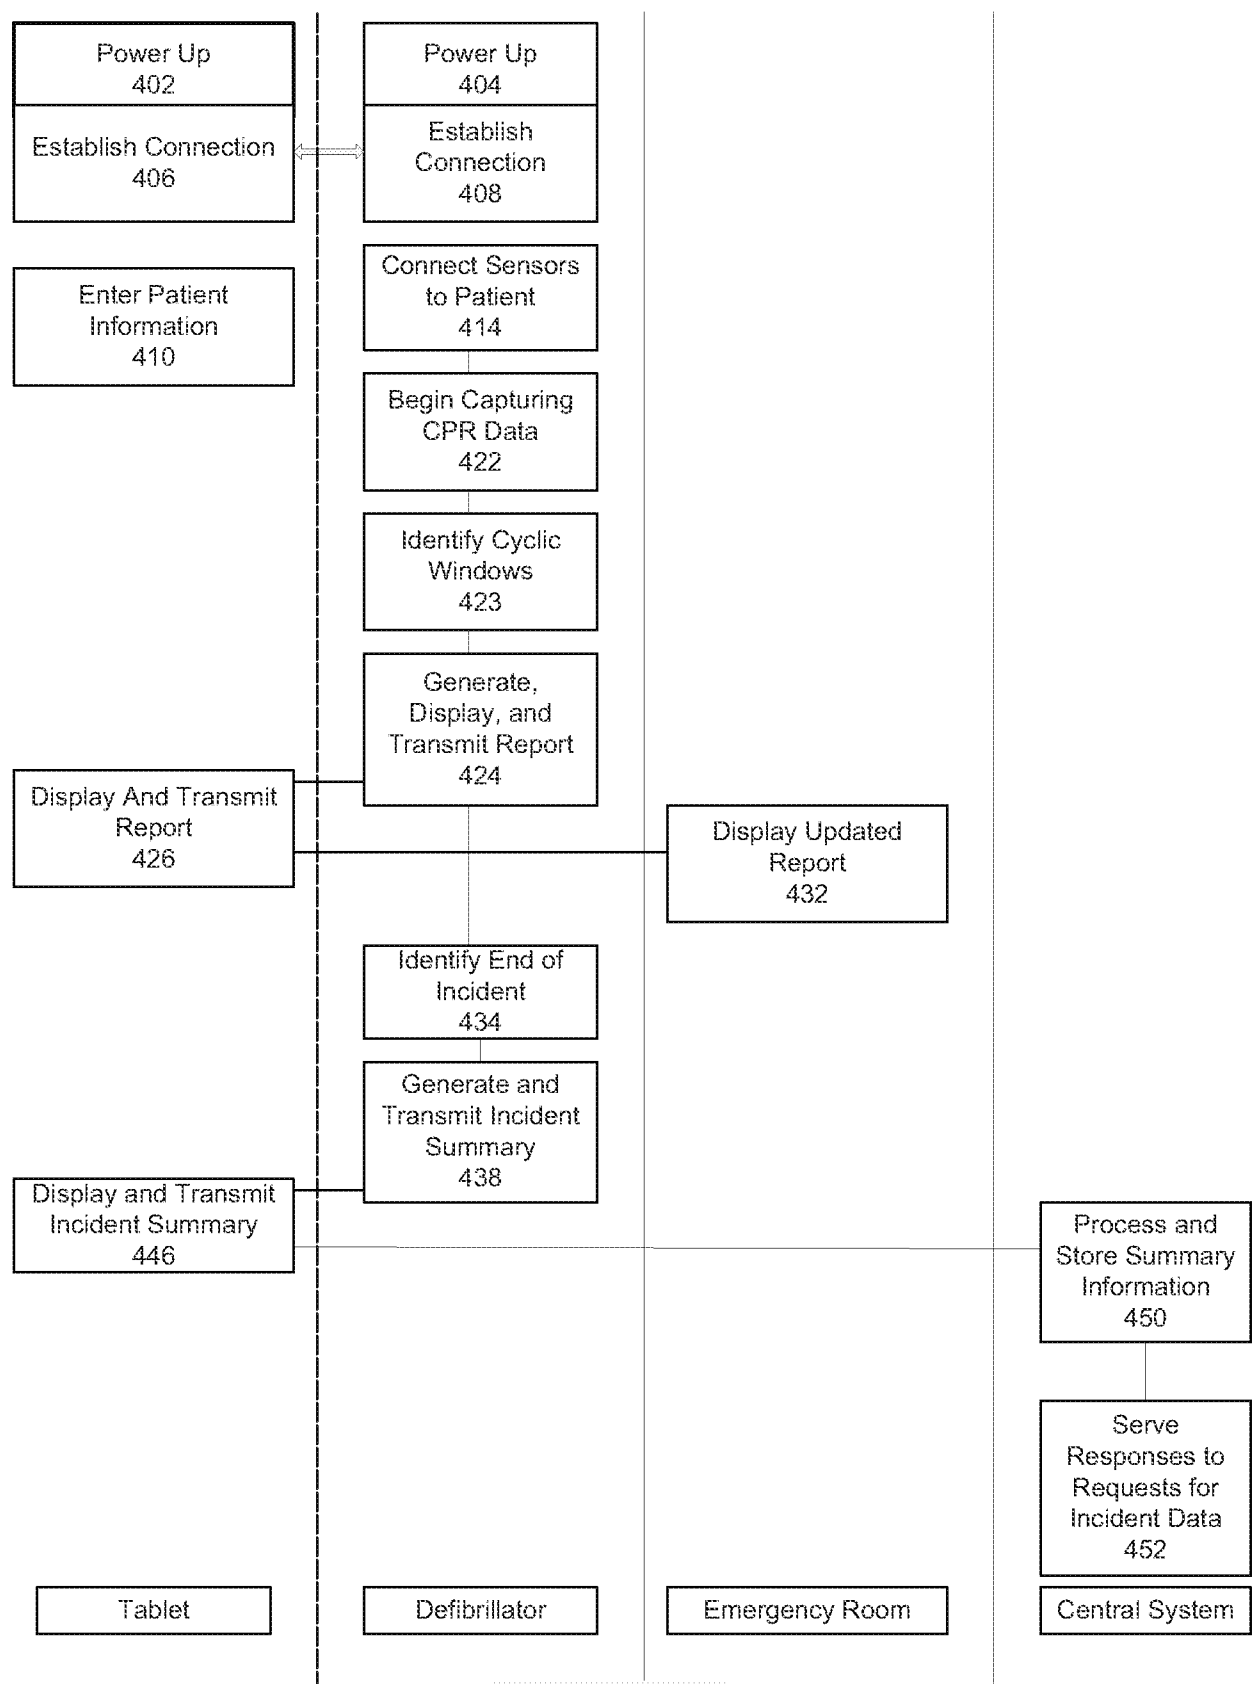 Power Up
402
Establish Connection
406
Power Up
404
Establish
Connection
408
Enter Patient
Information
410
Connect Sensors
to Patient
414
Begin Capturing
CPR Data
422
Identify Cyclic
Windows
423
Generate,
Display, and
Transmit Report
424
Display And Transmit
Report
426
Display Updated
Report
432
Identify End of
Incident
434
Generate and
Transmit Incident
Summary
438
Display and Transmit
Incident Summary
446
Process and
Store Summary
Information
450
Serve
Responses to
Requests for
Incident Data
452
Tablet
Defibrillator
Emergency Room
Central System